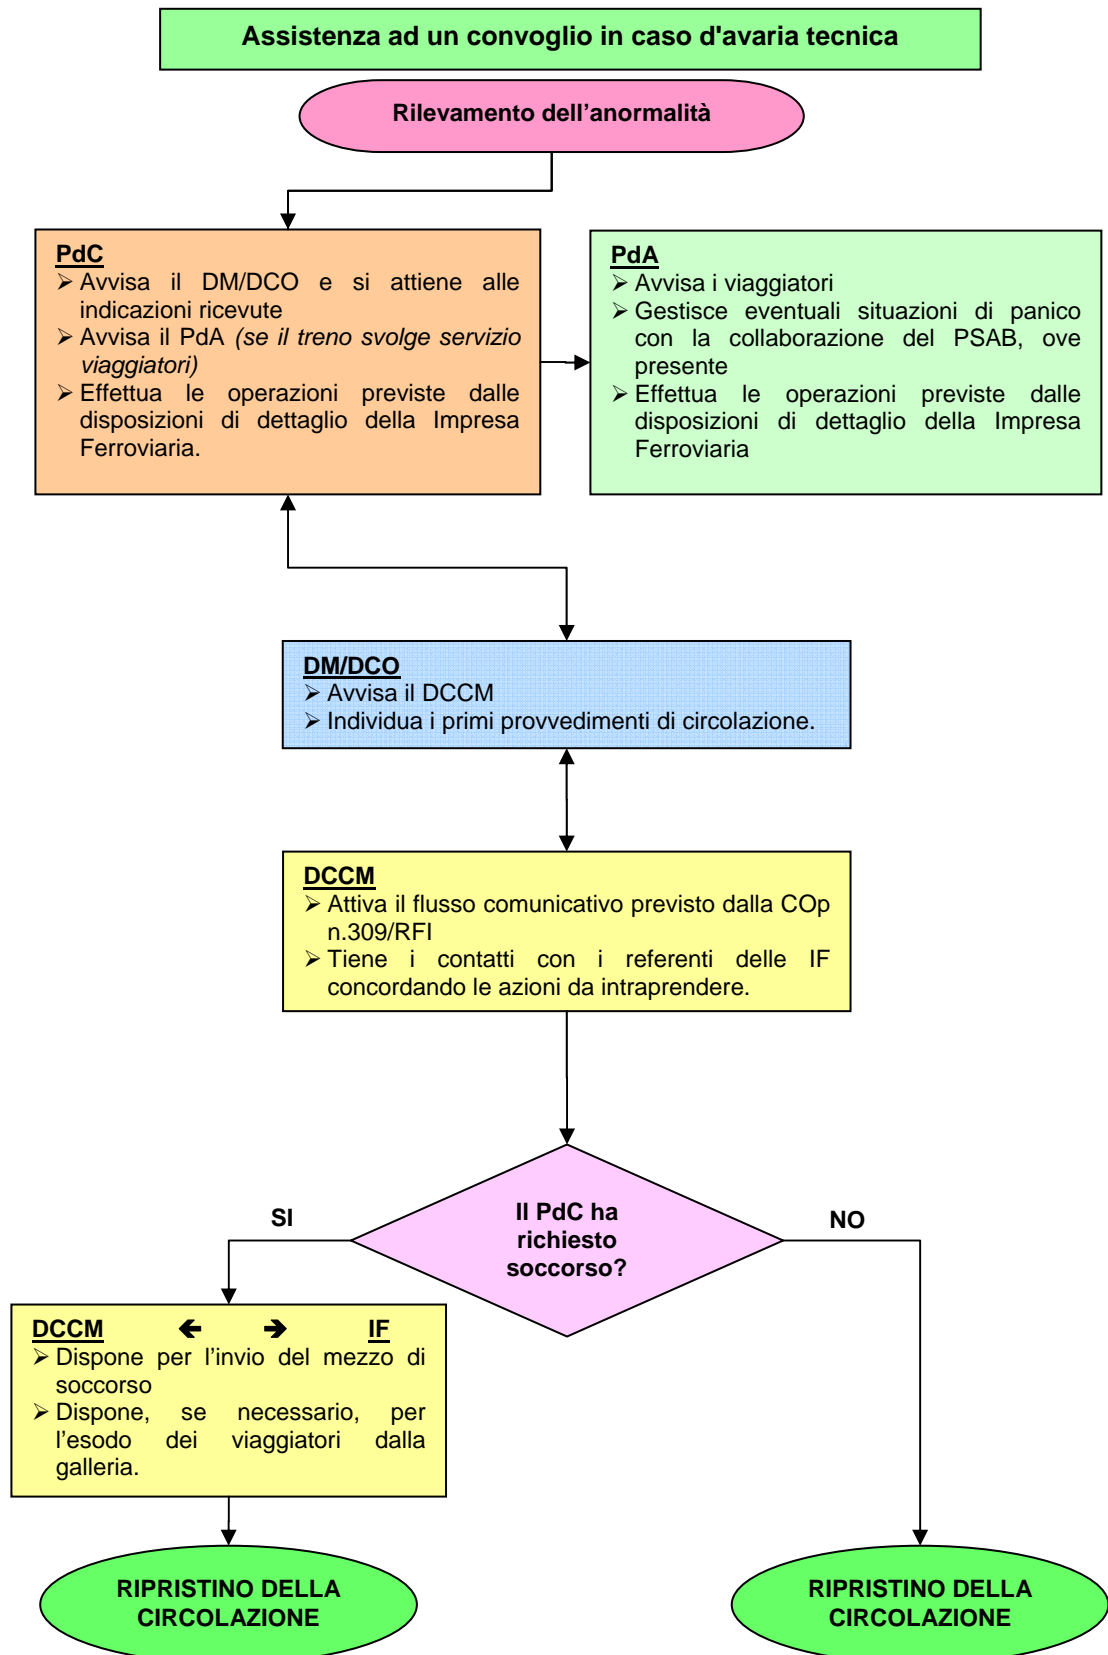 Assistenza ad un convoglio in caso d'avaria tecnica
Rilevamento dell'anormalità
PdC
➢ Avvisa il DM/DCO e si attiene alle
indicazioni ricevute
➢ Avvisa il PdA (se il treno svolge servizio
viaggiatori)
➢ Effettua le operazioni previste dalle
disposizioni di dettaglio della Impresa
Ferroviaria.
PdA
➢ Avvisa i viaggiatori
➢ Gestisce eventuali situazioni di panico
con la collaborazione del PSAB, ove
presente
➢ Effettua le operazioni previste dalle
disposizioni di dettaglio della Impresa
Ferroviaria
DM/DCO
➢ Avvisa il DCCM
➢ Individua i primi provvedimenti di circolazione.
DCCM
➢ Attiva il flusso comunicativo previsto dalla COp
n.309/RFI
➢ Tiene i contatti con i referenti delle IF
concordando le azioni da intraprendere.
Il PdC ha
richiesto
soccorso?
SI
NO
DCCM 🡸 🡺 IF
➢ Dispone per l'invio del mezzo di
soccorso
➢ Dispone, se necessario, per
l'esodo dei viaggiatori dalla
galleria.
RIPRISTINO DELLA
CIRCOLAZIONE
RIPRISTINO DELLA
CIRCOLAZIONE